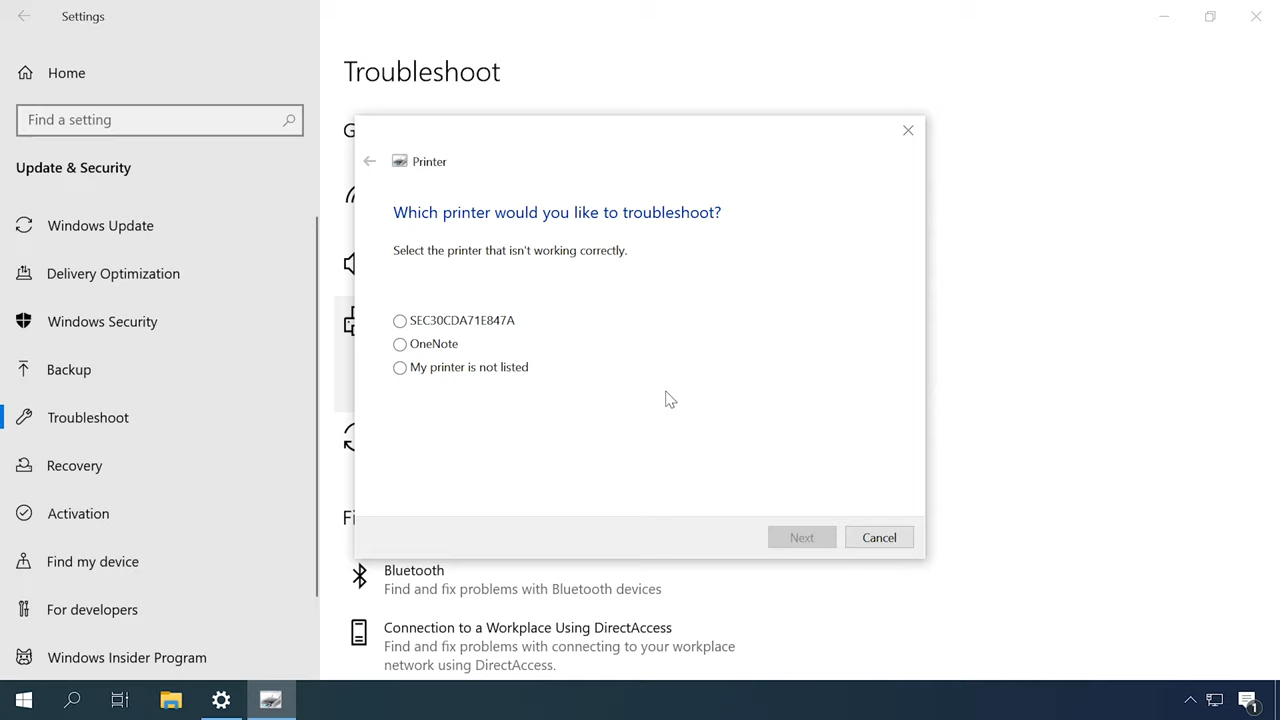 Settings
Home
Find a setting
Update & Security
Windows Update
Delivery Optimization
Windows Security
Backup
Troubleshoot
Recovery
Activation
Find my device
For developers
Windows Insider Program
Troubleshoot
G
Printer
Which printer would you like to troubleshoot?
Select the printer that isn't working correctly.
SEC30CDA71E847A
OneNote
My printer is not listed
Next
Cancel
Fi
Bluetooth
Find and fix problems with Bluetooth devices
Connection to a Workplace Using DirectAccess
Find and fix problems with connecting to your workplace
network using DirectAccess.
1